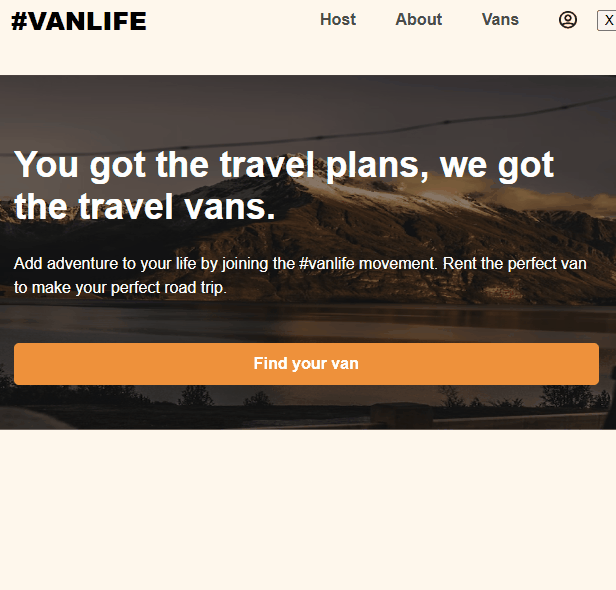 #VANLIFE Host About Vans X
You got the travel plans, we got
the travel vans.
Add adventure to your life by joining the #vanlife movement. Rent the perfect van
to make your perfect road trip.
Find your van